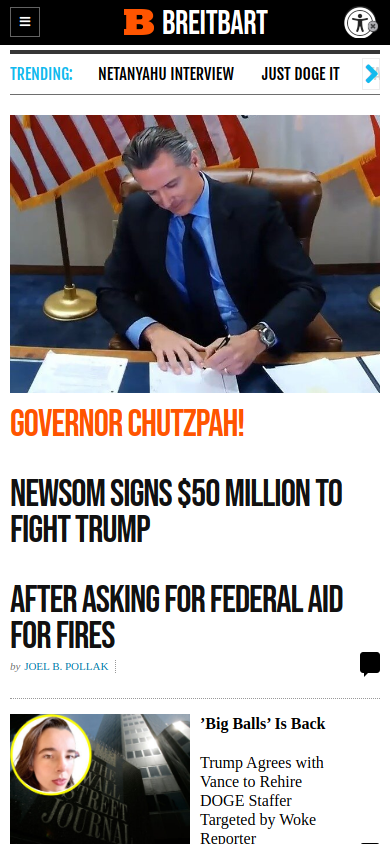 BREITBART
TRENDING: NETANYAHU INTERVIEW JUST DOGE IT
GOVERNOR CHUTZPAH!
NEWSOM SIGNS $50 MILLION TO
FIGHT TRUMP
AFTER ASKING FOR FEDERAL AID
FOR FIRES
by JOEL B. POLLAK
THE
WALL
STREET
JOURNAL
’Big Balls’ Is Back
Trump Agrees with
Vance to Rehire
DOGE Staffer
Targeted by Woke
Reporter